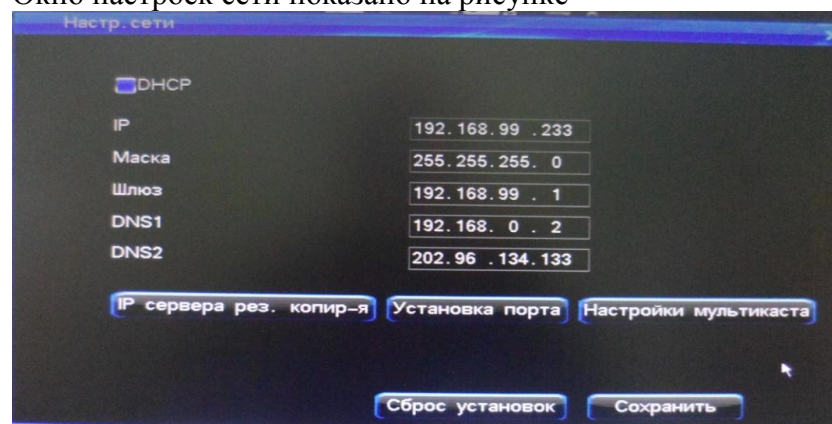 Окно настроек сети показано на рисунке
Настр.сети
DHCP
IP 192.168.99 .233
Маска 255.255.255. 0
Шлюз 192.168.99 . 1
DNS1 192.168. 0 . 2
DNS2 202.96 .134.133
IP сервера рез. копир-я Установка порта Настройки мультикаста
Сброс установок Сохранить